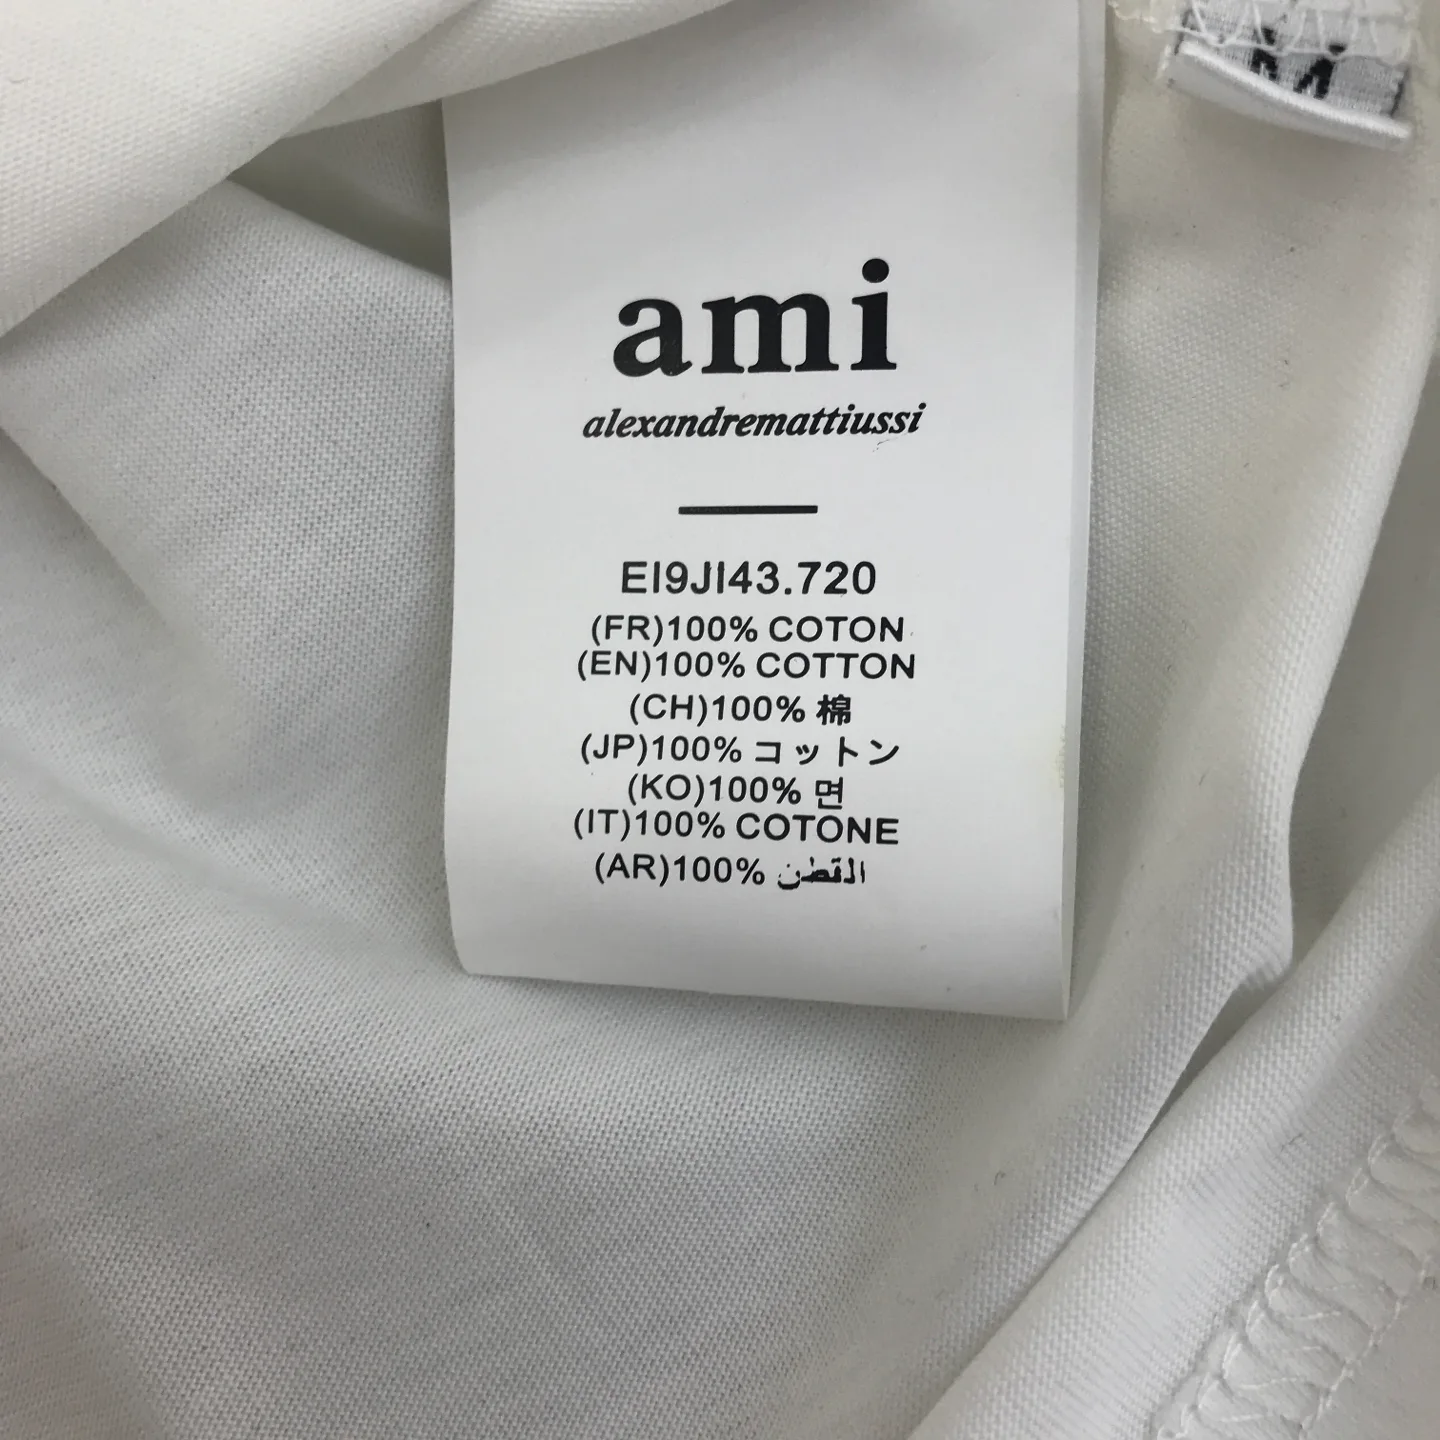 M
ami
alexandremattiussi
EI9JI43.720
(FR)100% COTON
(EN)100% COTTON
(CH)100% 棉
(JP)100% コットン
(KO)100% 면
(IT)100% COTONE
(AR)100% القطن